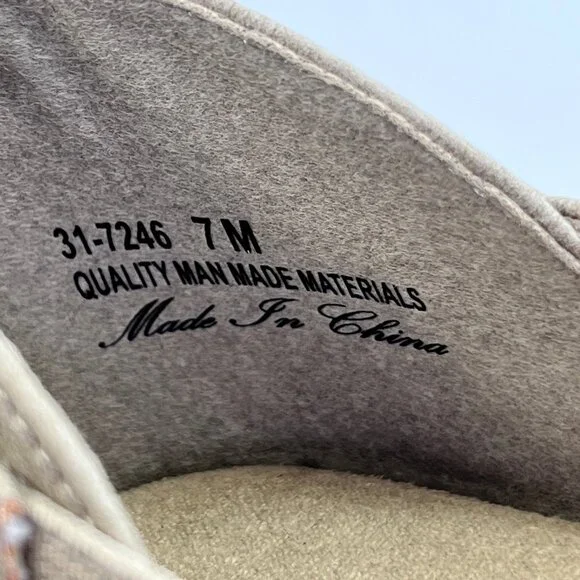 31-7246 7 M
QUALITY MAN MADE MATERIALS
Made In China